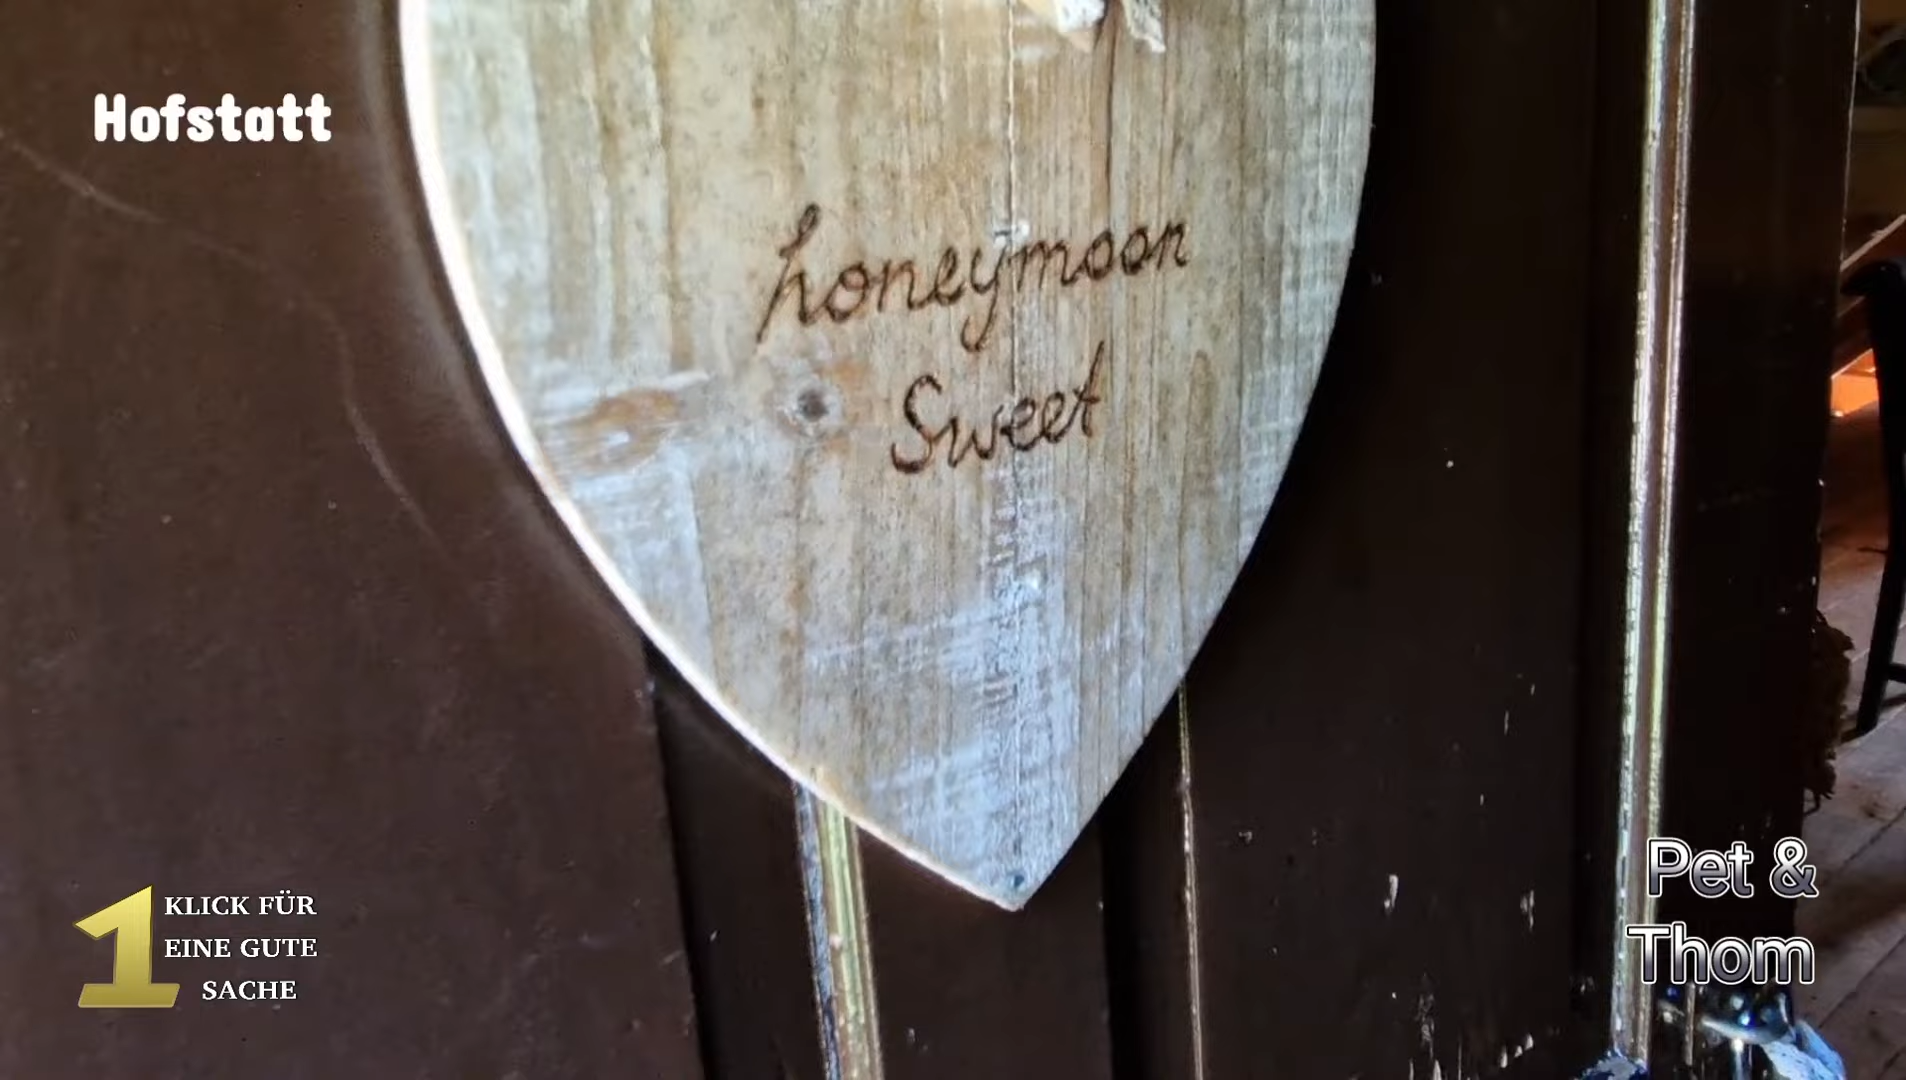 Hofstatt
honeymoon
Sweet
1 KLICK FÜR
EINE GUTE
SACHE
Pet &
Thom